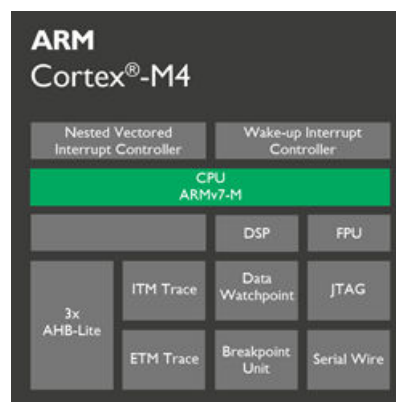 ARM
Cortex®-M4
Nested Vectored
Interrupt Controller
Wake-up Interrupt
Controller
CPU
ARMv7-M
DSP
FPU
3x
AHB-Lite
ITM Trace
Data
Watchpoint
JTAG
ETM Trace
Breakpoint
Unit
Serial Wire